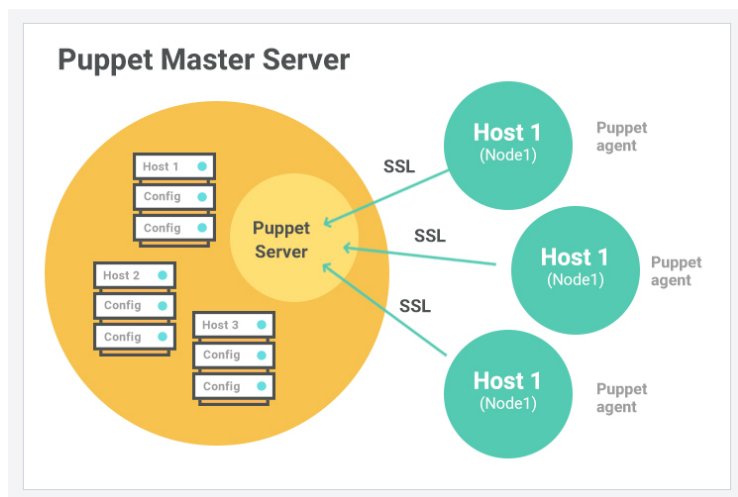 Puppet Master Server
Host 1
Config
Config
Host 2
Config
Config
Host 3
Config
Config
Puppet
Server
SSL
SSL
SSL
Host 1
(Node1)
Puppet
agent
Host 1
(Node1)
Puppet
agent
Host 1
(Node1)
Puppet
agent